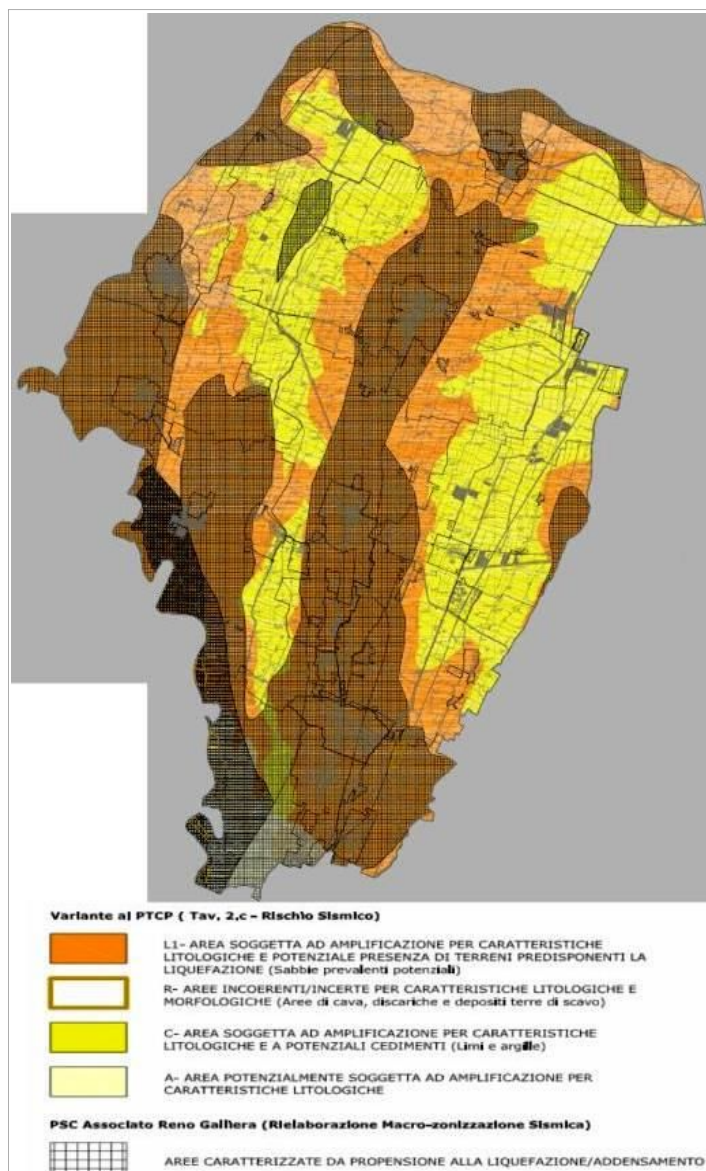 Variante al PTCP ( Tav. 2,c – Rischio Sismico)
L1- AREA SOGGETTA AD AMPLIFICAZIONE PER CARATTERISTICHE
LITOLOGICHE E POTENZIALE PRESENZA DI TERRENI PREDISPONENTI LA
LIQUEFAZIONE (Sabbie prevalenti potenziali)
R- AREE INCOERENTI/INCERTE PER CARATTERISTICHE LITOLOGICHE E
MORFOLOGICHE (Aree di cava, discariche e depositi terre di scavo)
C- AREA SOGGETTA AD AMPLIFICAZIONE PER CARATTERISTICHE
LITOLOGICHE E A POTENZIALI CEDIMENTI (Limi e argille)
A- AREA POTENZIALMENTE SOGGETTA AD AMPLIFICAZIONE PER
CARATTERISTICHE LITOLOGICHE
PSC Associato Reno Galliera (Rielaborazione Macro-zonizzazione Sismica)
AREE CARATTERIZZATE DA PROPENSIONE ALLA LIQUEFAZIONE/ADDENSAMENTO